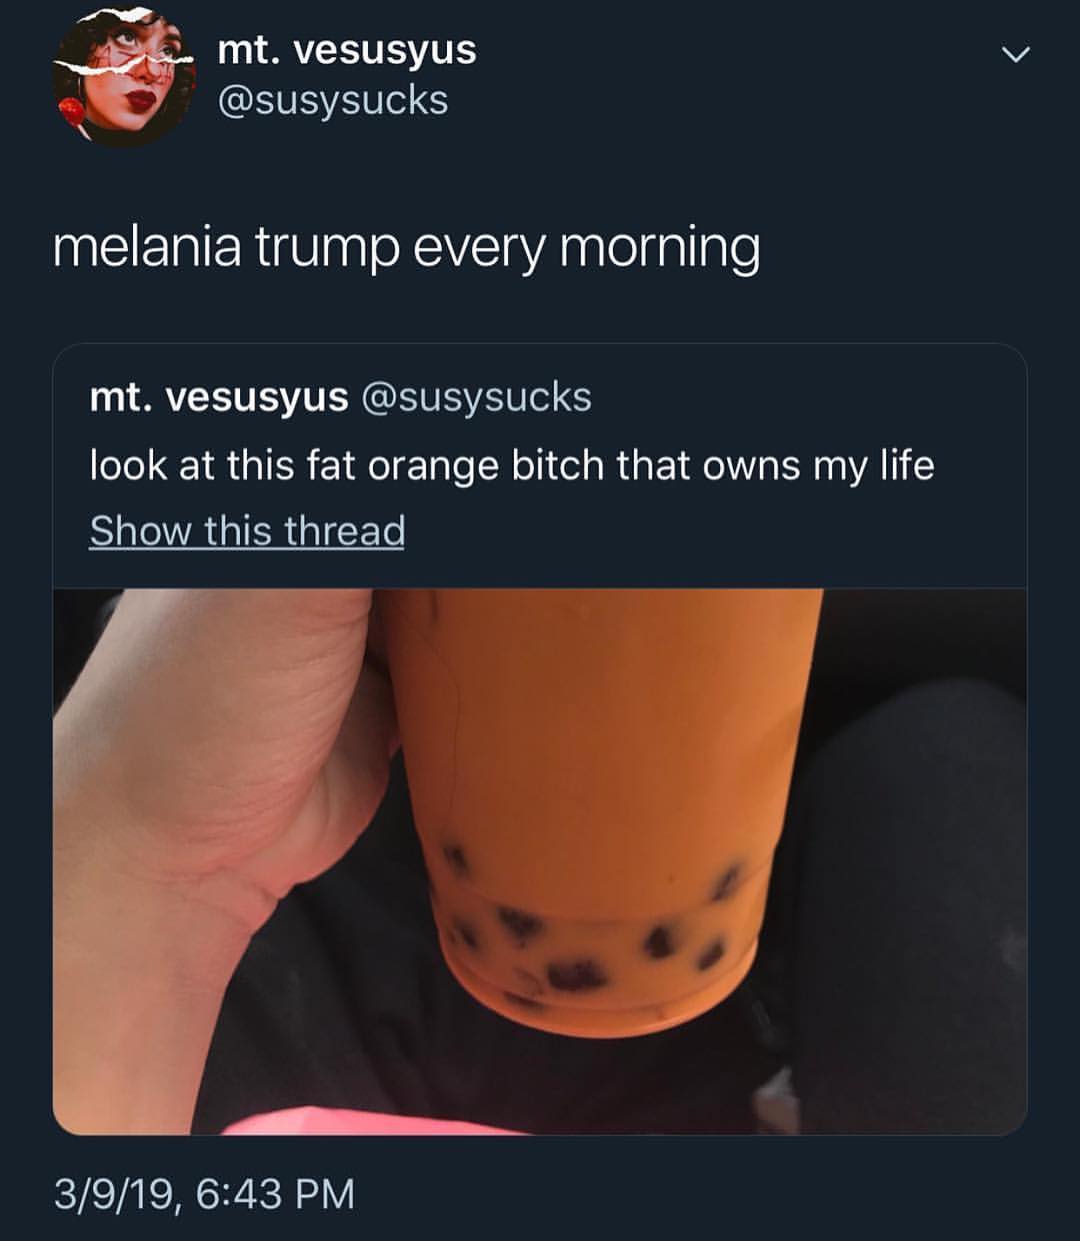 mt. vesusyus
@susysucks
melania trump every morning
mt. vesusyus @susysucks
look at this fat orange bitch that owns my life
Show this thread
3/9/19, 6:43 PM